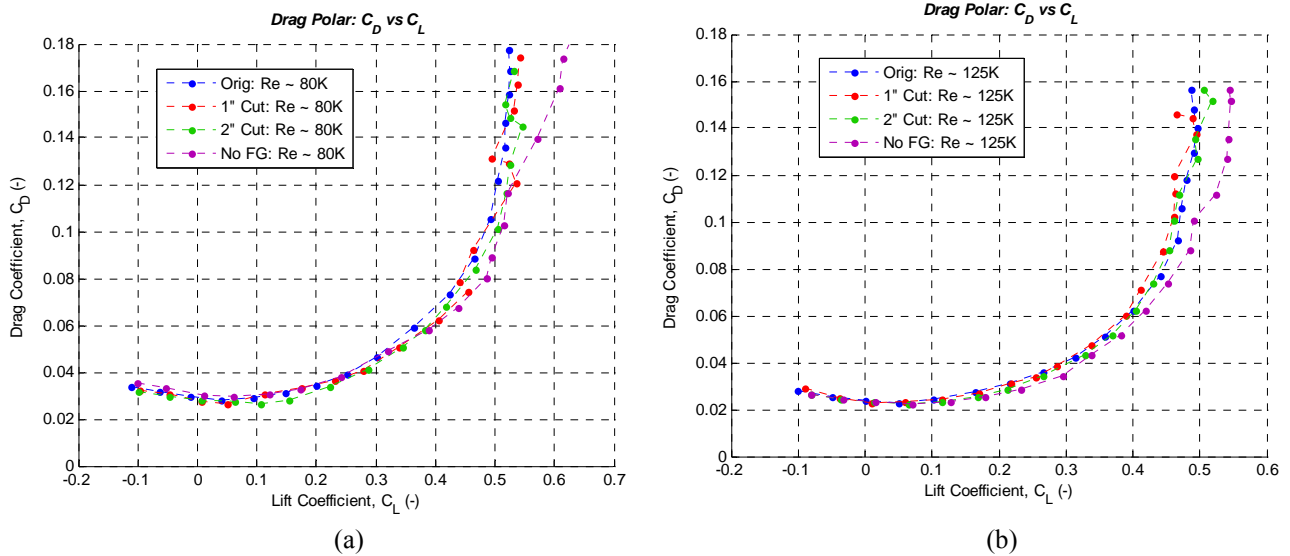 Drag Polar: C_D vs C_L
0.18
0.16
0.14
0.12
0.1
0.08
0.06
0.04
0.02
0
Drag Coefficient, C_D (-)
Orig: Re ~ 80K
1" Cut: Re ~ 80K
2" Cut: Re ~ 80K
No FG: Re ~ 80K
-0.2 -0.1 0 0.1 0.2 0.3 0.4 0.5 0.6 0.7
Lift Coefficient, C_L (-)
(a)
Drag Polar: C_D vs C_L
0.18
0.16
0.14
0.12
0.1
0.08
0.06
0.04
0.02
0
Drag Coefficient, C_D (-)
Orig: Re ~ 125K
1" Cut: Re ~ 125K
2" Cut: Re ~ 125K
No FG: Re ~ 125K
-0.2 -0.1 0 0.1 0.2 0.3 0.4 0.5 0.6
Lift Coefficient, C_L (-)
(b)